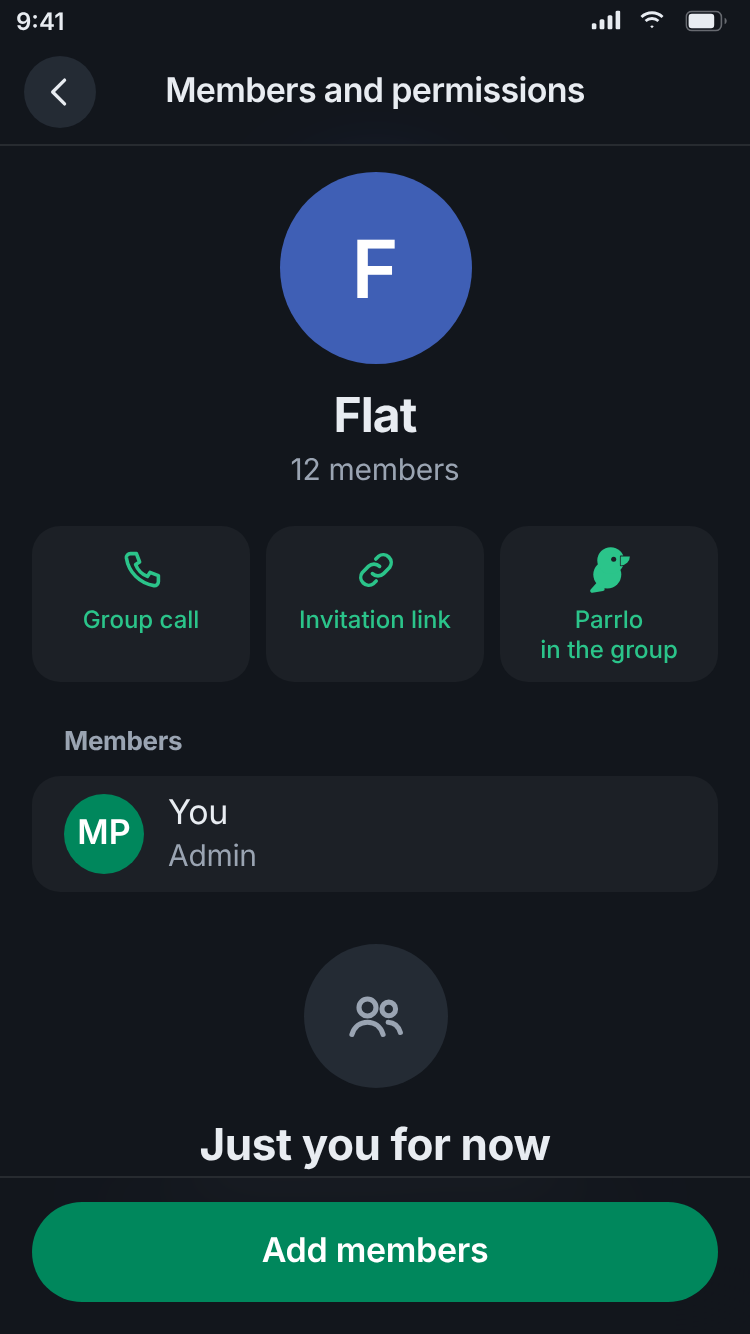 9:41
Members and permissions
F
Flat
12 members
Group call
Invitation link
Parrlo
in the group
Members
MP
You
Admin
Just you for now
Add members